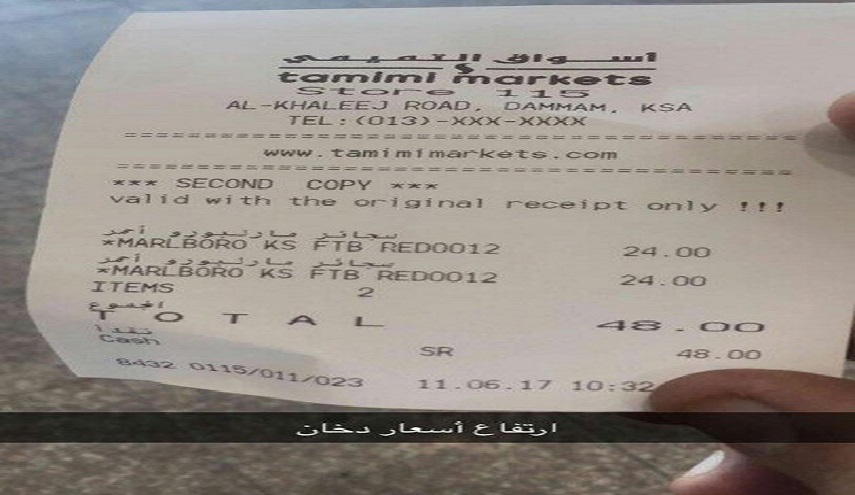 أسواق التميمي
tamimi markets
Store 115
AL-KHALEEJ ROAD, DAMMAM, KSA
TEL:(013)-XXX-XXXX
www.tamimimarkets.com
*** SECOND COPY ***
valid with the original receipt only !!!
سجائر مارلبورو أحمر
*MARLBORO KS FTB RED0012 24.00
سجائر مارلبورو أحمر
*MARLBORO KS FTB RED0012 24.00
ITEMS 2
المجموع
TOTAL 48.00
نقدا
Cash SR 48.00
8432 0115/011/023 11.06.17 10:32
ارتفاع أسعار دخان